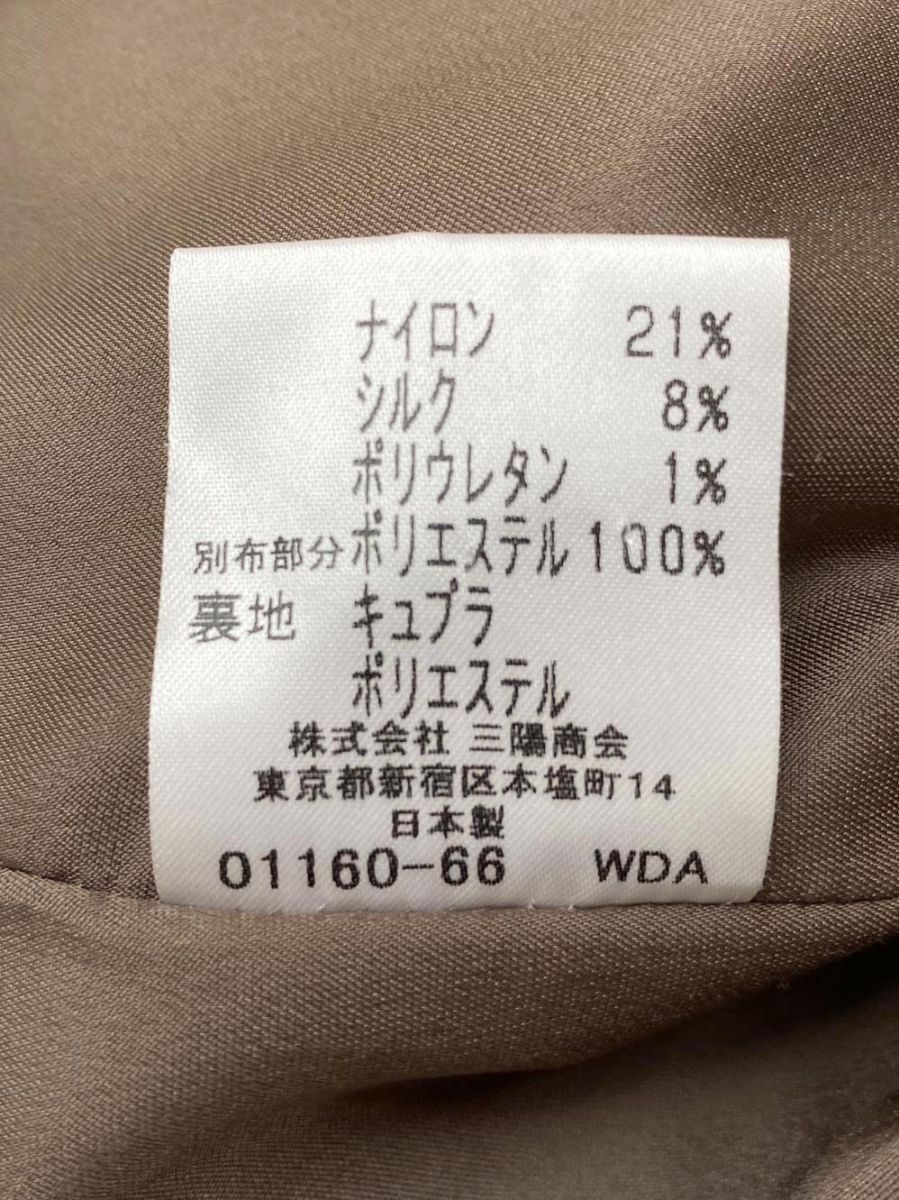 ナイロン 21%
シルク 8%
ポリウレタン 1%
別布部分 ポリエステル 100%
裏地 キュプラ
ポリエステル
株式会社 三陽商会
東京都新宿区本塩町14
日本製
01160-66 WDA